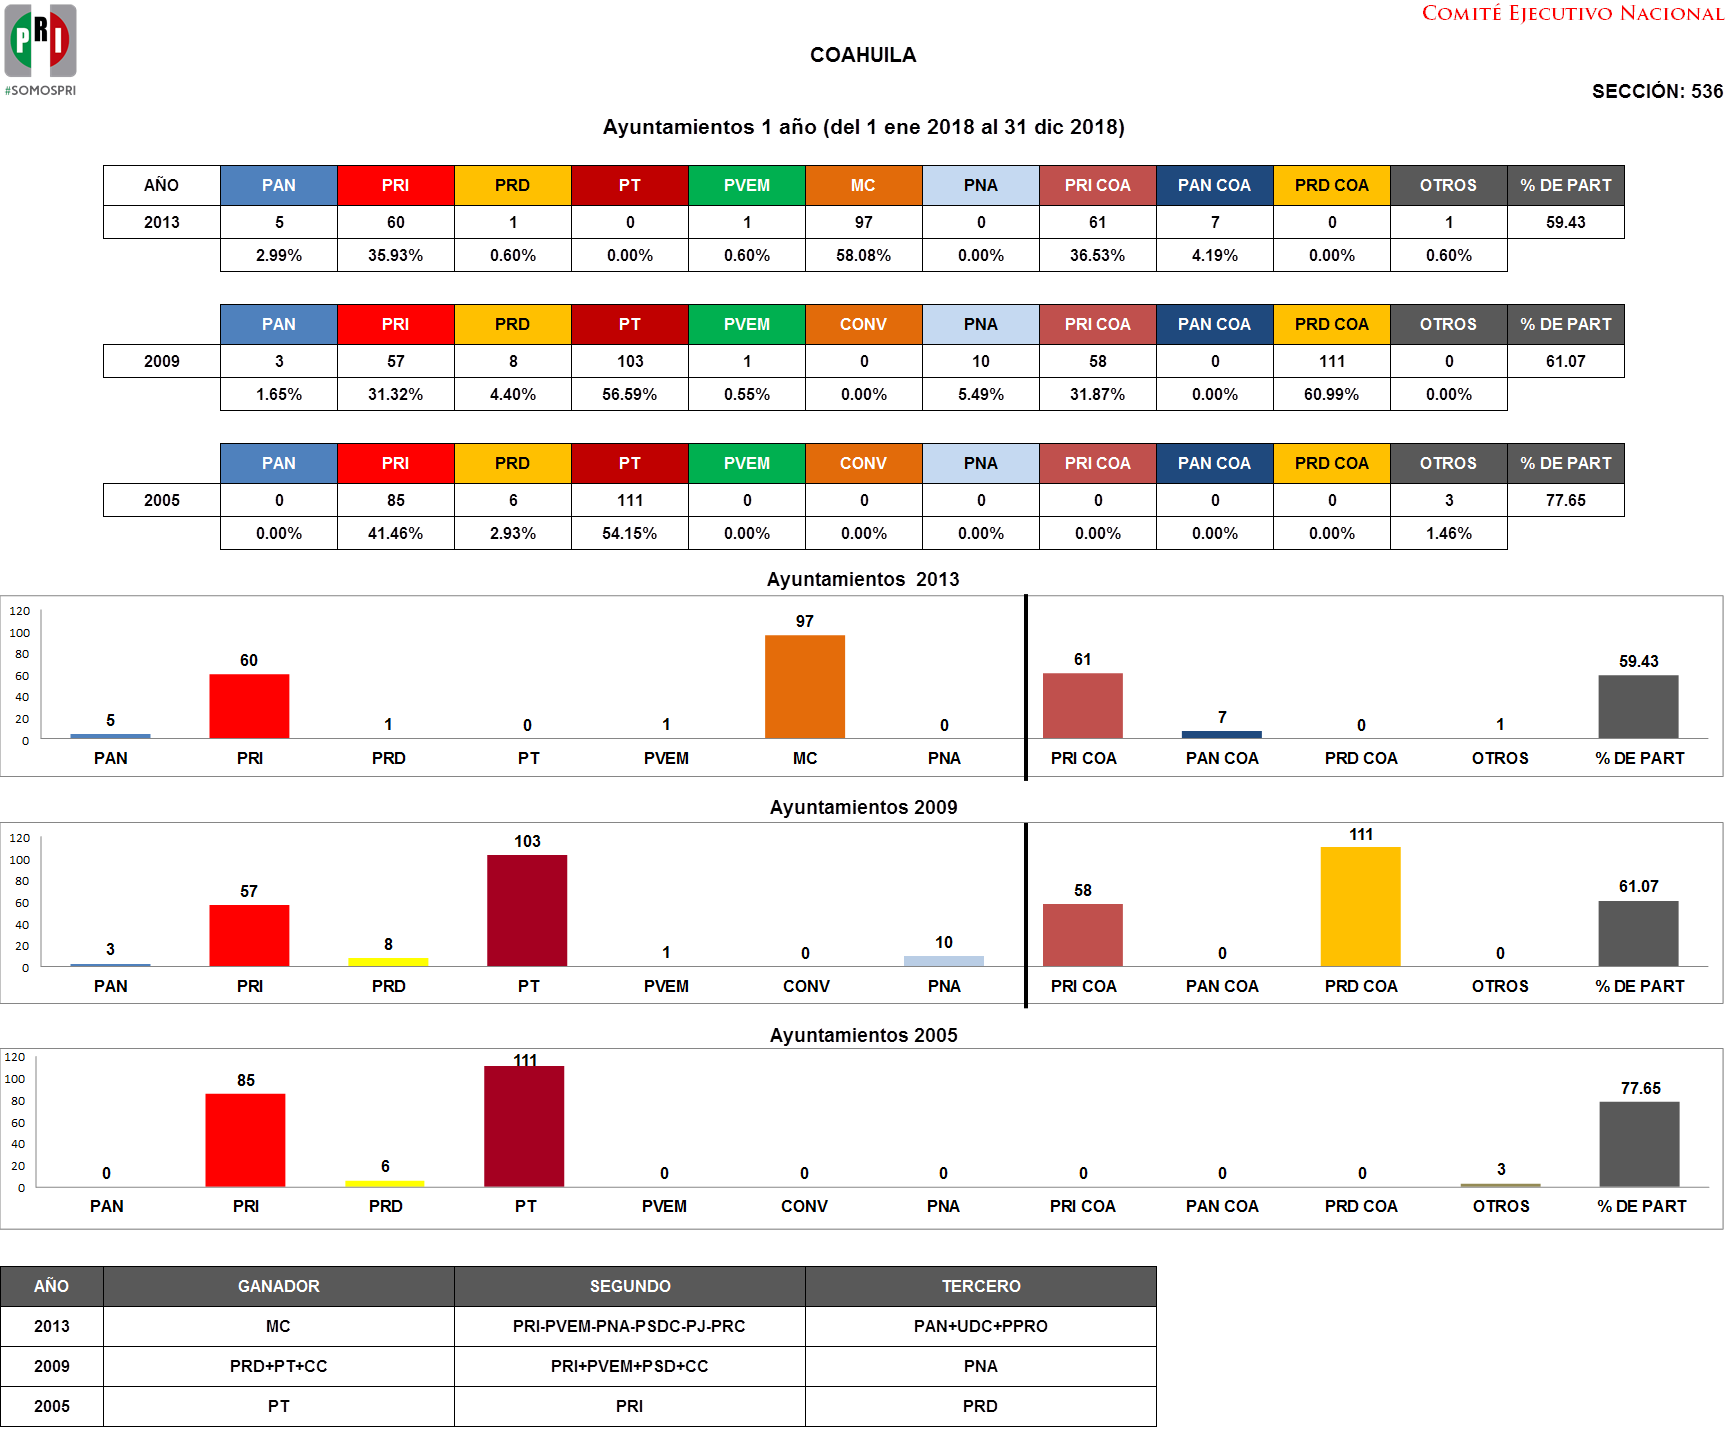 COMITÉ EJECUTIVO NACIONAL
PRI
#SOMOSPRI
COAHUILA
SECCIÓN: 536
Ayuntamientos 1 año (del 1 ene 2018 al 31 dic 2018)
AÑO PAN PRI PRD PT PVEM MC PNA PRI COA PAN COA PRD COA OTROS % DE PART
2013 5 60 1 0 1 97 0 61 7 0 1 59.43
2.99% 35.93% 0.60% 0.00% 0.60% 58.08% 0.00% 36.53% 4.19% 0.00% 0.60%
PAN PRI PRD PT PVEM CONV PNA PRI COA PAN COA PRD COA OTROS % DE PART
2009 3 57 8 103 1 0 10 58 0 111 0 61.07
1.65% 31.32% 4.40% 56.59% 0.55% 0.00% 5.49% 31.87% 0.00% 60.99% 0.00%
PAN PRI PRD PT PVEM CONV PNA PRI COA PAN COA PRD COA OTROS % DE PART
2005 0 85 6 111 0 0 0 0 0 0 3 77.65
0.00% 41.46% 2.93% 54.15% 0.00% 0.00% 0.00% 0.00% 0.00% 0.00% 1.46%
Ayuntamientos 2013
120
100
80
60
40
20
0
5 60 1 0 1 97 0 61 7 0 1 59.43
PAN PRI PRD PT PVEM MC PNA PRI COA PAN COA PRD COA OTROS % DE PART
Ayuntamientos 2009
120
100
80
60
40
20
0
3 57 8 103 1 0 10 58 0 111 0 61.07
PAN PRI PRD PT PVEM CONV PNA PRI COA PAN COA PRD COA OTROS % DE PART
Ayuntamientos 2005
120
100
80
60
40
20
0
0 85 6 111 0 0 0 0 0 0 3 77.65
PAN PRI PRD PT PVEM CONV PNA PRI COA PAN COA PRD COA OTROS % DE PART
AÑO GANADOR SEGUNDO TERCERO
2013 MC PRI-PVEM-PNA-PSDC-PJ-PRC PAN+UDC+PPRO
2009 PRD+PT+CC PRI+PVEM+PSD+CC PNA
2005 PT PRI PRD